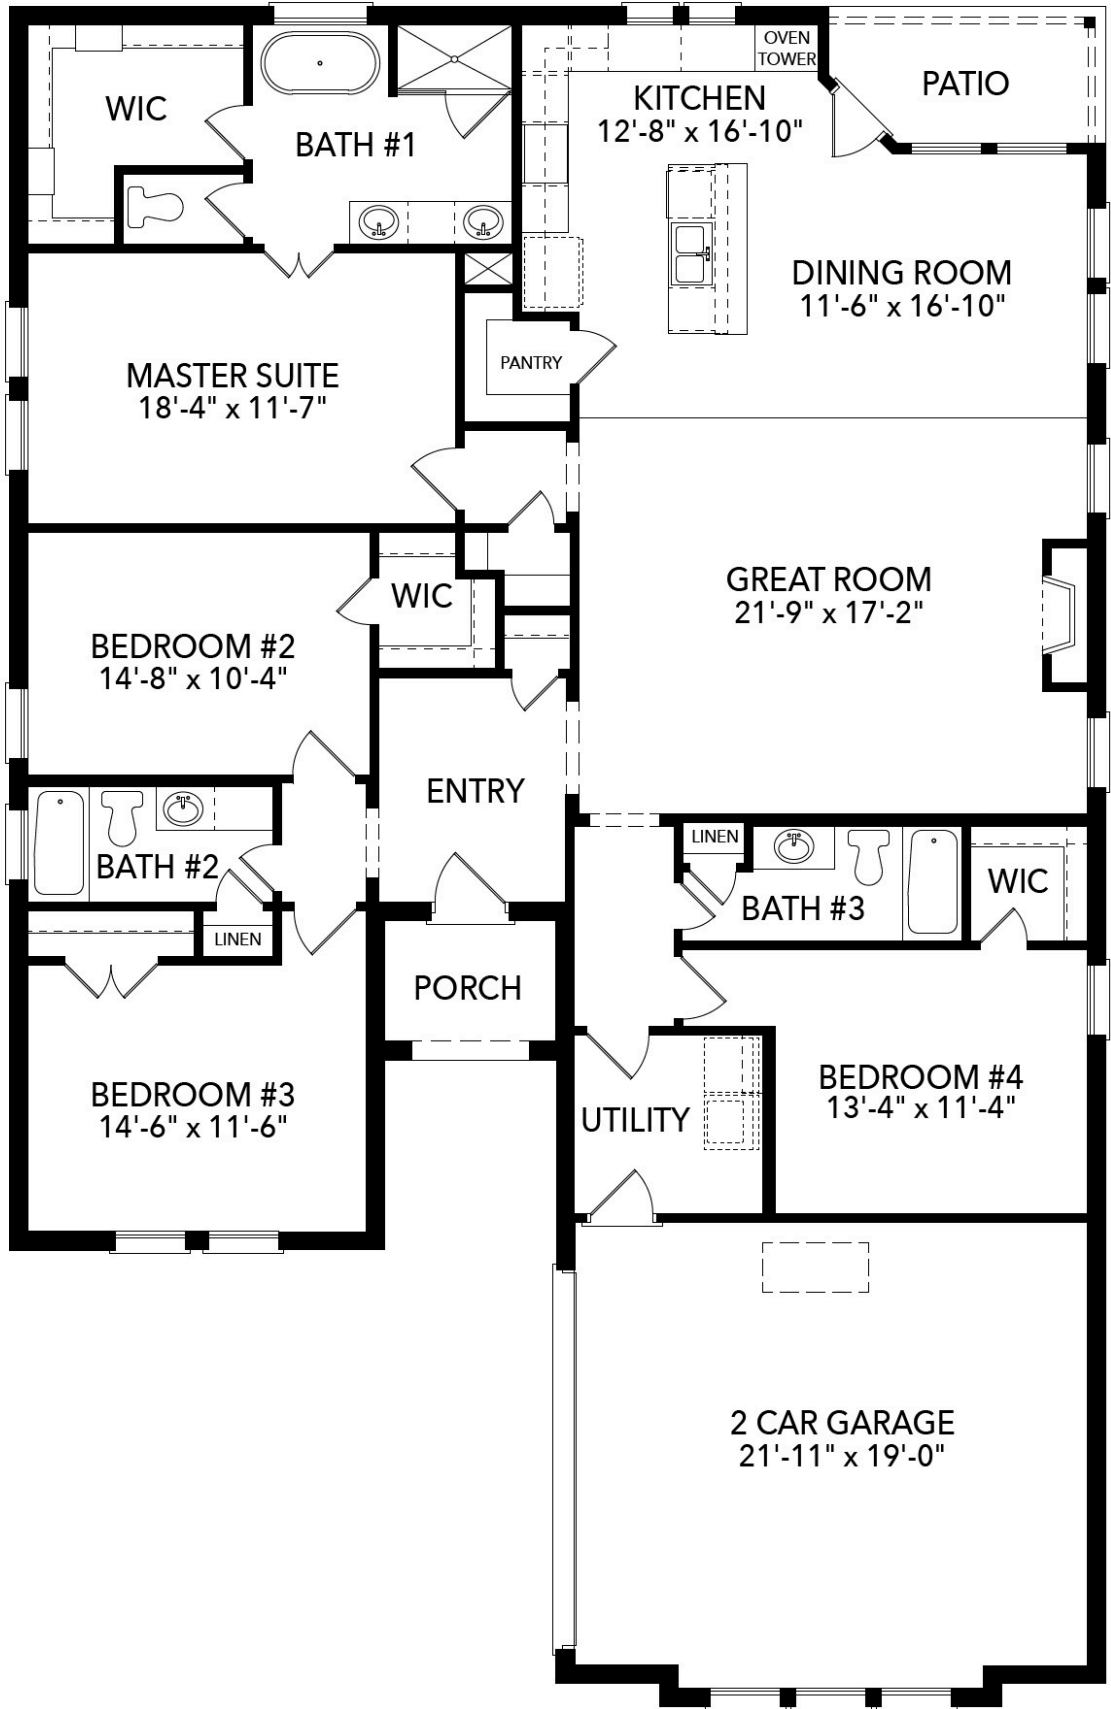 OVEN
TOWER
PATIO
WIC
KITCHEN
12'-8" x 16'-10"
BATH #1
DINING ROOM
11'-6" x 16'-10"
PANTRY
MASTER SUITE
18'-4" x 11'-7"
GREAT ROOM
21'-9" x 17'-2"
WIC
BEDROOM #2
14'-8" x 10'-4"
ENTRY
LINEN
BATH #2
WIC
BATH #3
LINEN
PORCH
BEDROOM #4
13'-4" x 11'-4"
BEDROOM #3
14'-6" x 11'-6"
UTILITY
2 CAR GARAGE
21'-11" x 19'-0"